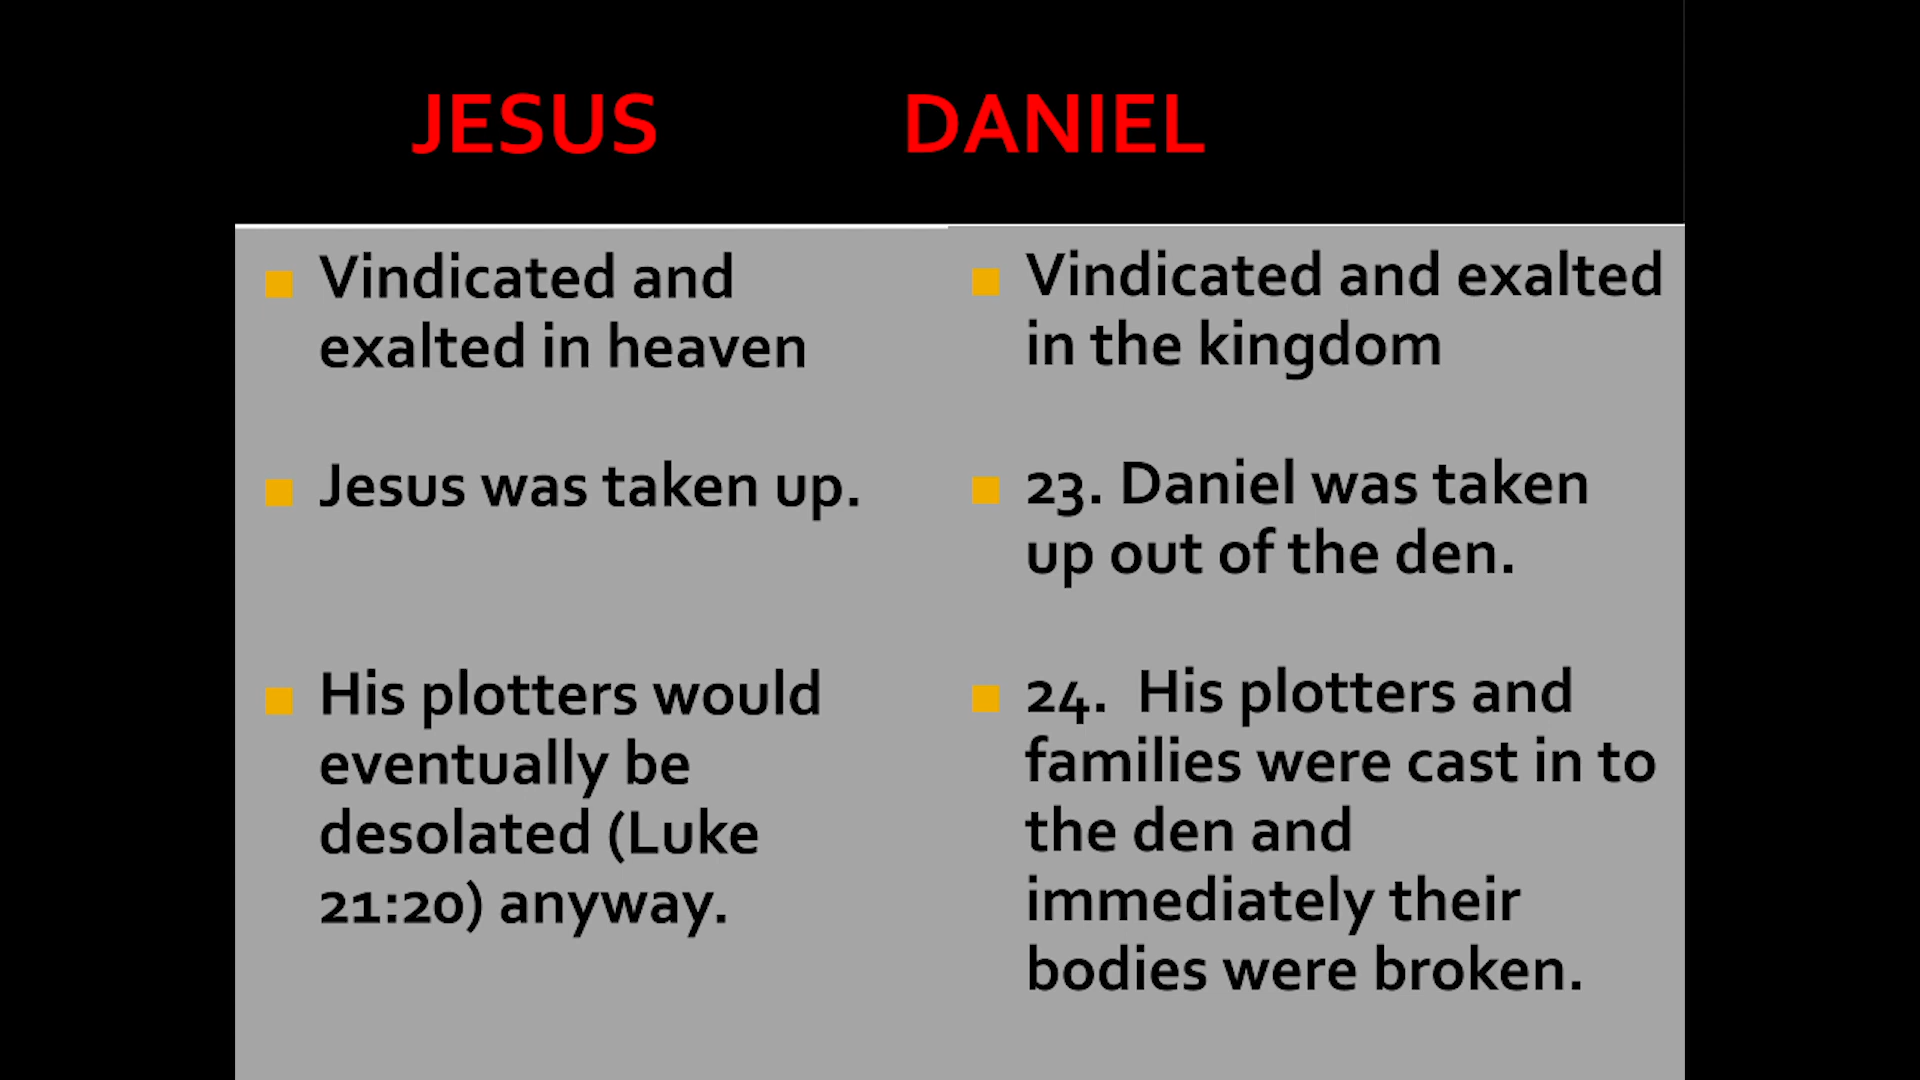 JESUS DANIEL
Vindicated and
exalted in heaven
Jesus was taken up.
His plotters would
eventually be
desolated (Luke
21:20) anyway.
Vindicated and exalted
in the kingdom
23. Daniel was taken
up out of the den.
24. His plotters and
families were cast in to
the den and
immediately their
bodies were broken.